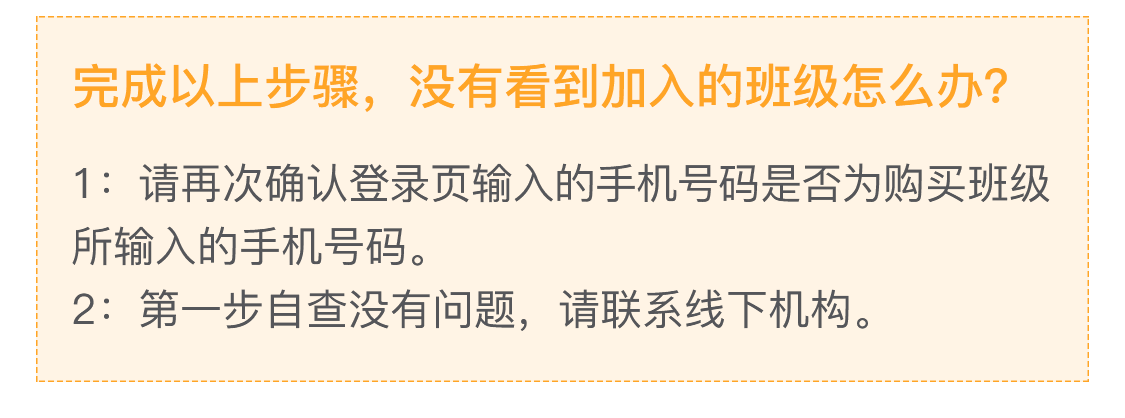 完成以上步骤，没有看到加入的班级怎么办？
1：请再次确认登录页输入的手机号码是否为购买班级
所输入的手机号码。
2：第一步自查没有问题，请联系线下机构。